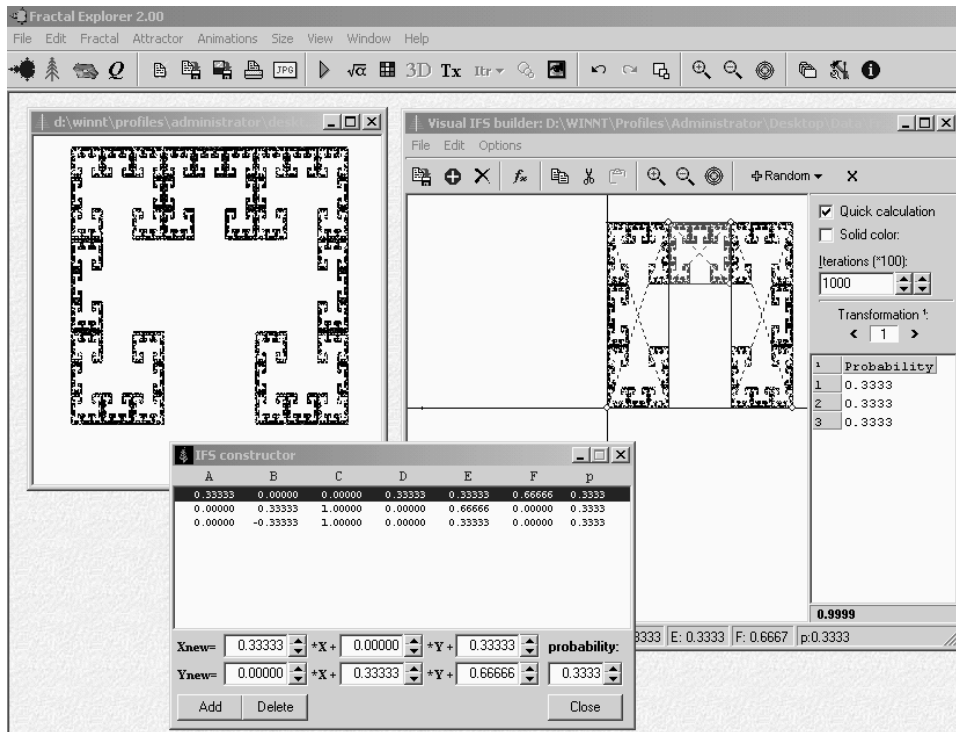 Fractal Explorer 2.00
File Edit Fractal Attractor Animations Size View Window Help
Q JPG √α 3D Tx Itr
d:\winnt\profiles\administrator\deskt
Visual IFS builder: D:\WINNT\Profiles\Administrator\Desktop\Data
File Edit Options
Random
Quick calculation
Solid color:
Iterations (*100):
1000
Transformation ¹:
< 1 >
¹ Probability
1 0.3333
2 0.3333
3 0.3333
0.9999
3333 E: 0.3333 F: 0.6667 p:0.3333
IFS constructor
A B C D E F p
0.33333 0.00000 0.00000 0.33333 0.33333 0.66666 0.3333
0.00000 0.33333 1.00000 0.00000 0.66666 0.00000 0.3333
0.00000 -0.33333 1.00000 0.00000 0.33333 0.00000 0.3333
Xnew= 0.33333 *X + 0.00000 *Y + 0.33333 probability:
Ynew= 0.00000 *X + 0.33333 *Y + 0.66666 0.3333
Add Delete Close